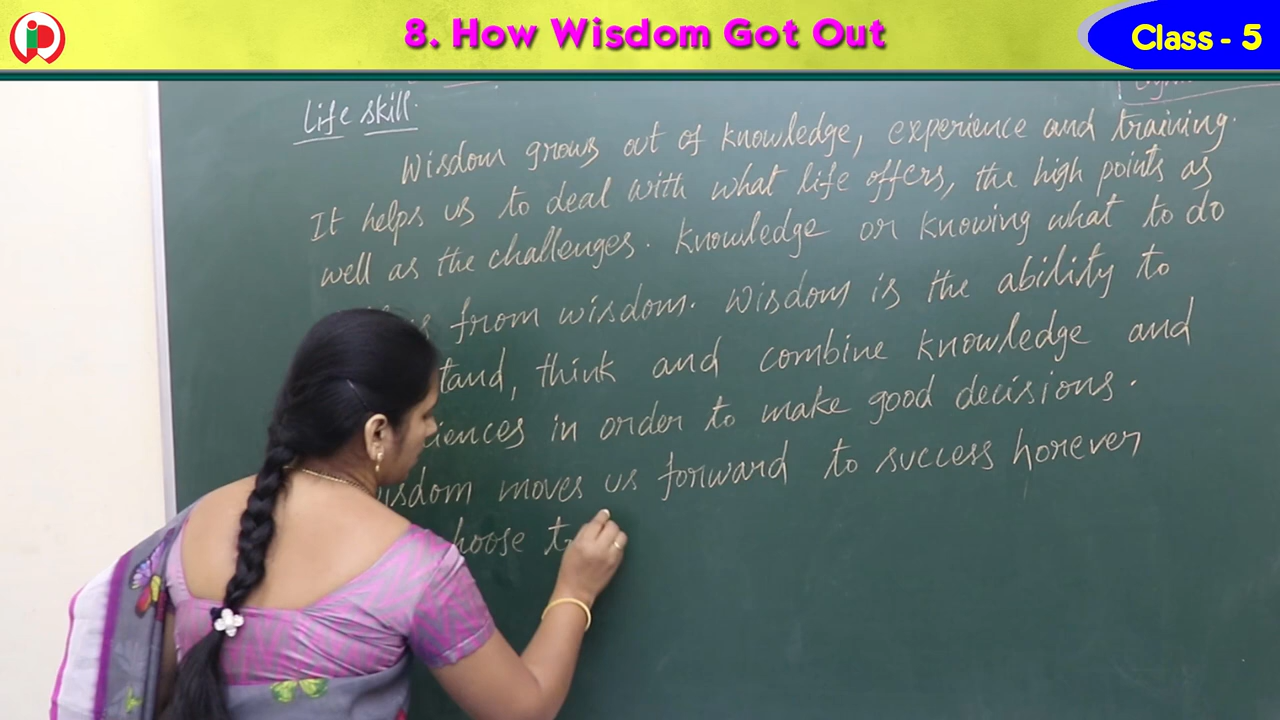 8. How Wisdom Got Out
Class - 5
Life skill.
Wisdom grows out of knowledge, experience and training.
It helps us to deal with what life offers, the high points as
well as the challenges. Knowledge or knowing what to do
from wisdom. Wisdom is the ability to
tand, think and combine knowledge and
iences in order to make good decisions.
isdom moves us forward to success horever
hoose t